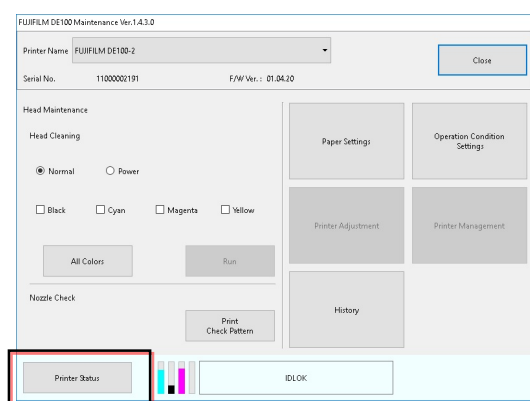 FUJIFILM DE100 Maintenance Ver.1.4.3.0
Printer Name FUJIFILM DE100-2
Close
Serial No. 11000002191 F/W Ver. : 01.04.20
Head Maintenance
Head Cleaning
Normal Power
Black Cyan Magenta Yellow
All Colors Run
Nozzle Check
Print
Check Pattern
Paper Settings
Operation Condition
Settings
Printer Adjustment
Printer Management
History
Printer Status
IDLOK